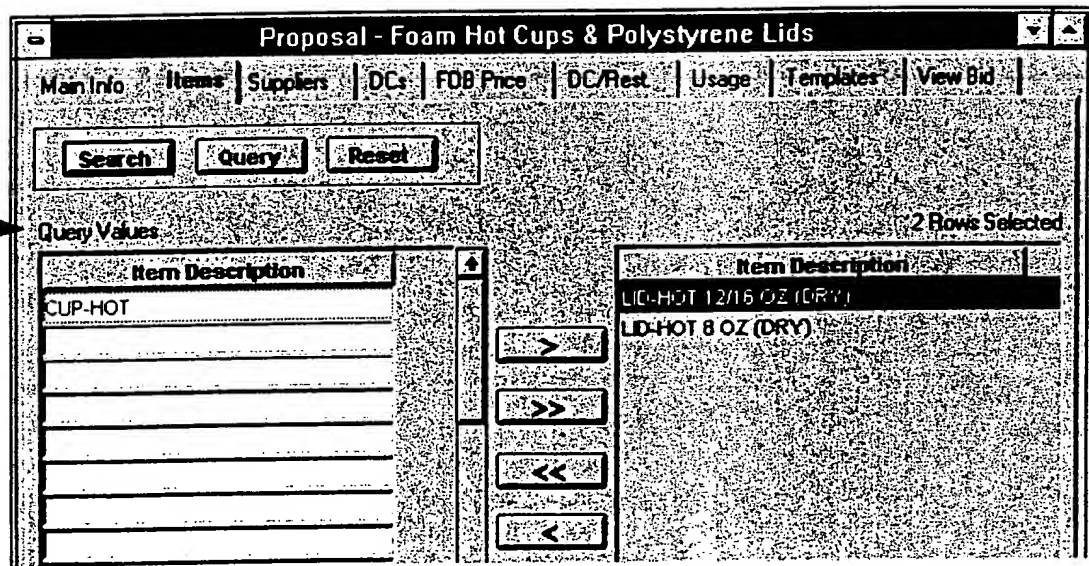 Proposal - Foam Hot Cups & Polystyrene Lids
Main Info Items Suppliers DCs FOB Price DC/Rest Usage Templates View Bid
Search Query Reset
Query Values
2 Rows Selected
Item Description
Item Description
CUP-HOT
LID-HOT 12/16 OZ (DRY)
LID-HOT 8 OZ (DRY)
>
>>
<<
<